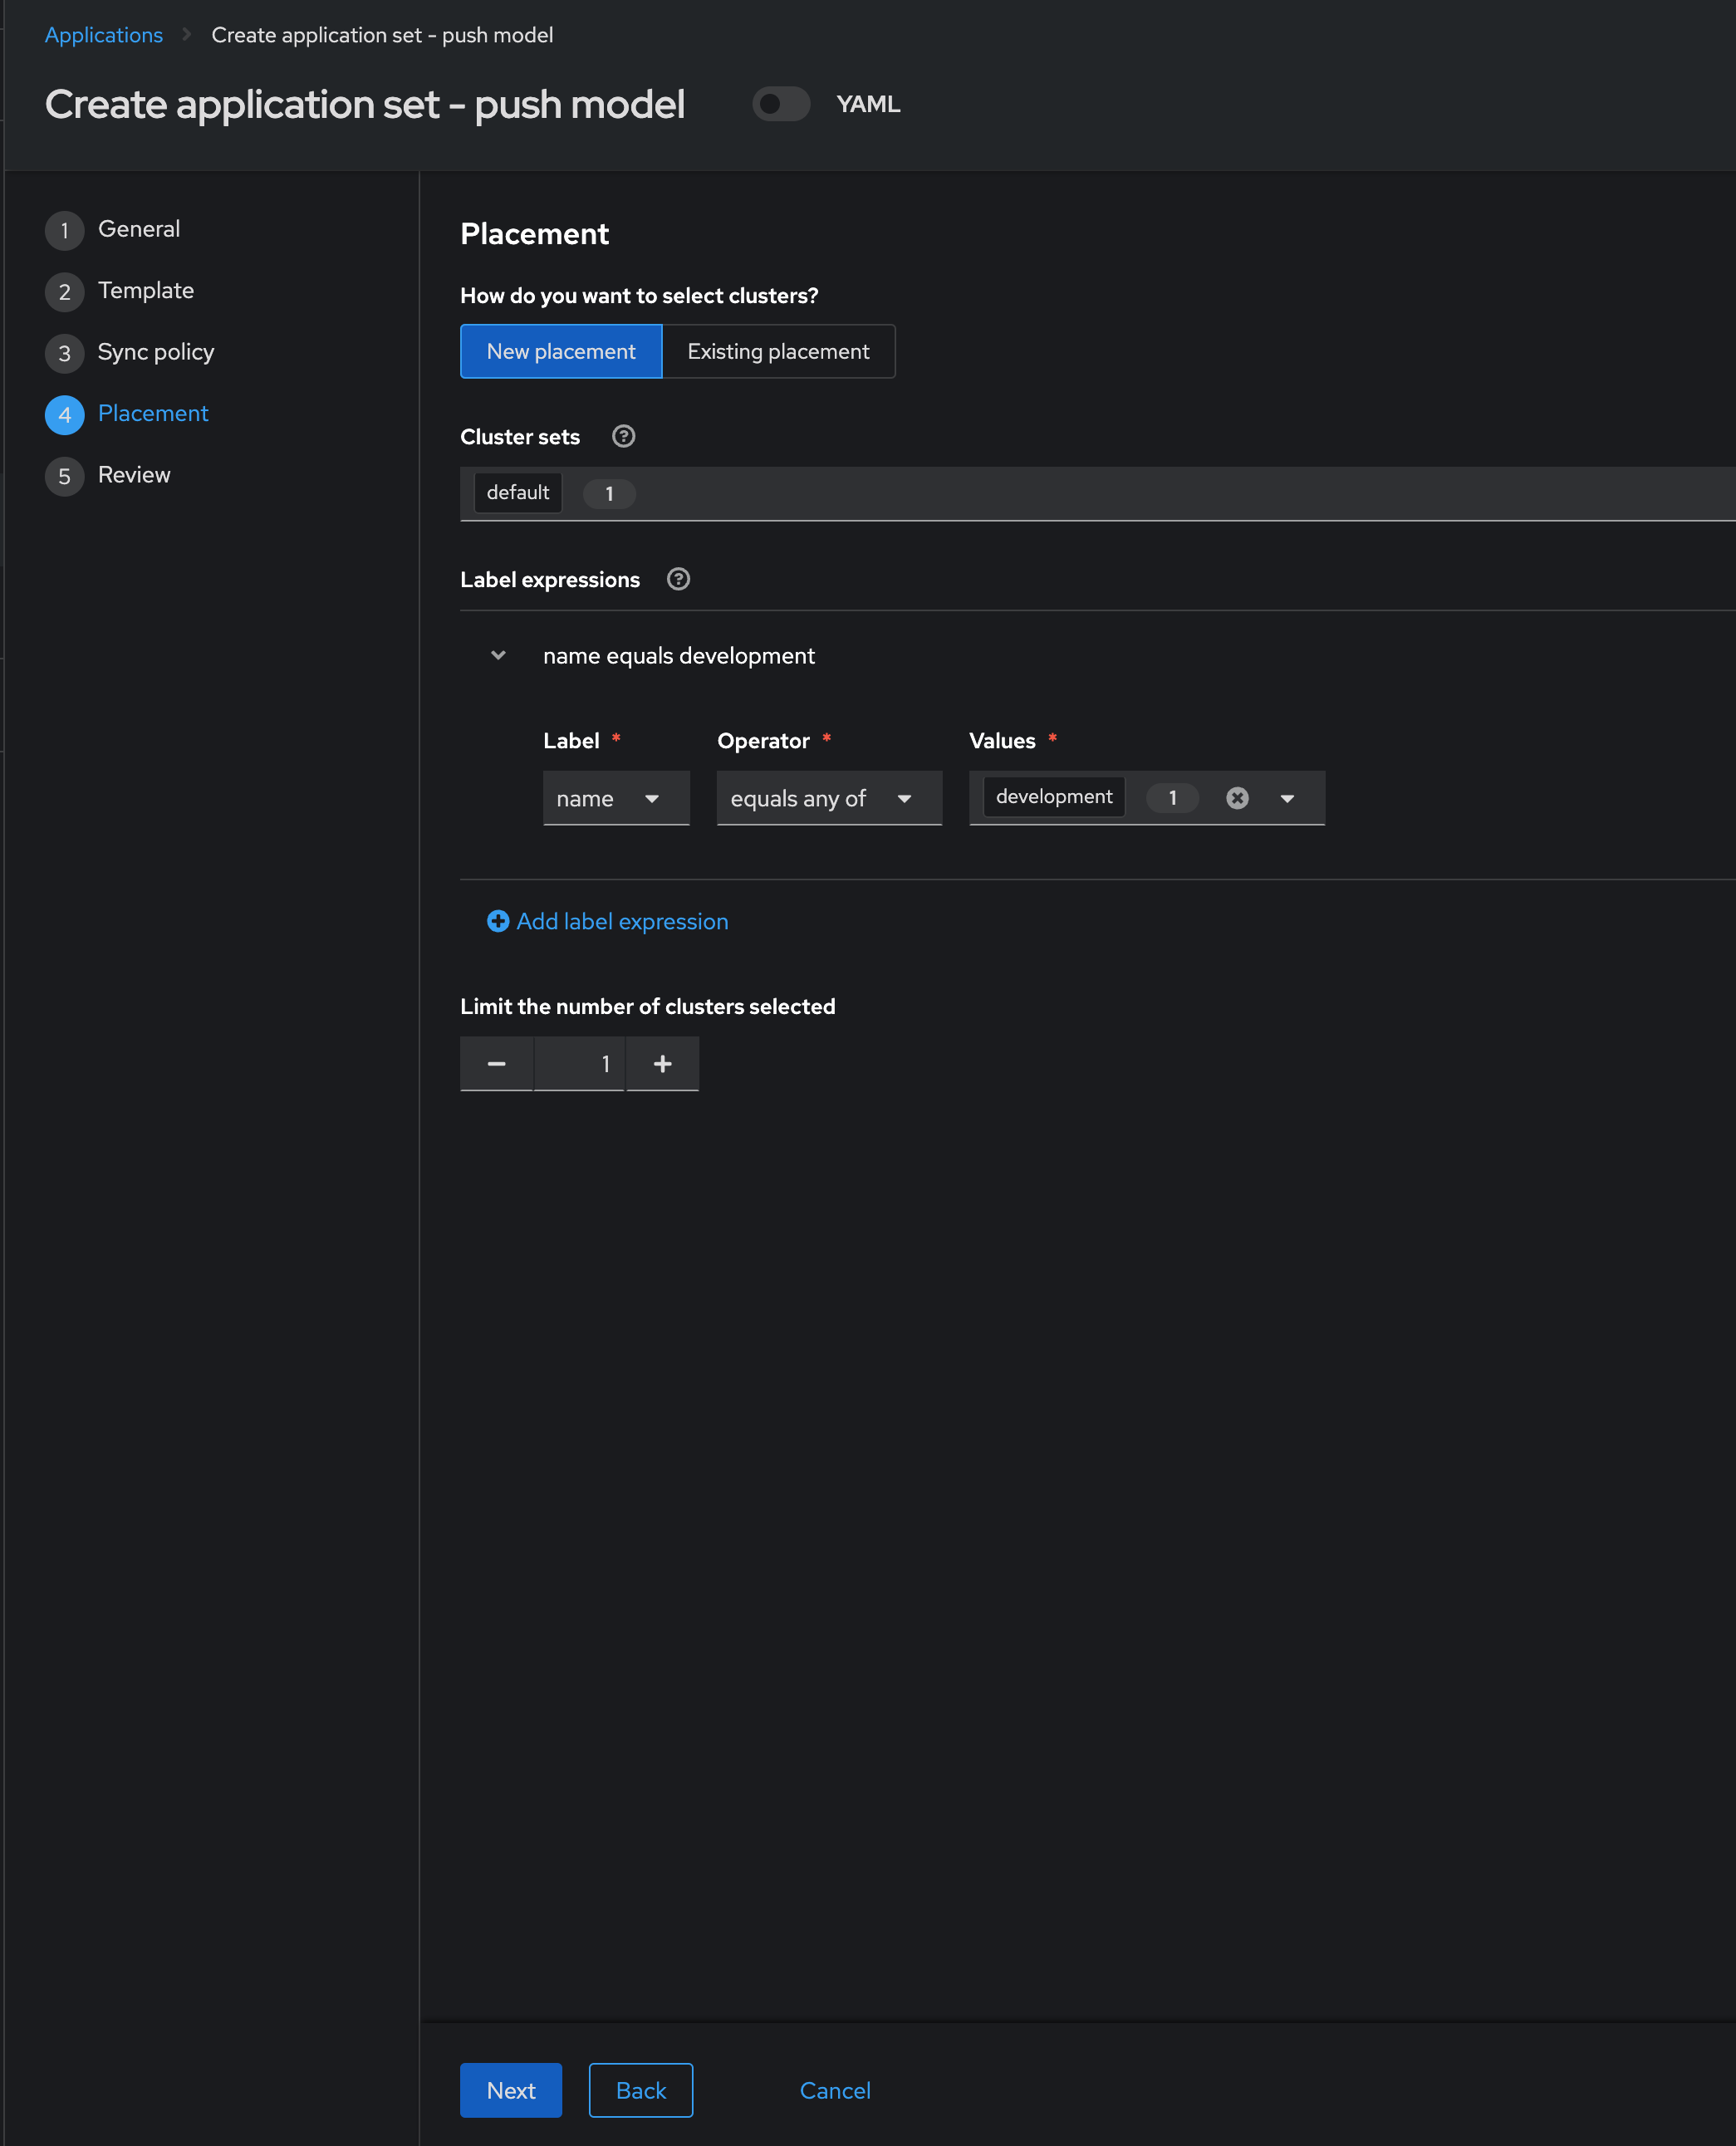 Applications > Create application set - push model
Create application set - push model YAML
1 General
2 Template
3 Sync policy
4 Placement
5 Review
Placement
How do you want to select clusters?
New placement Existing placement
Cluster sets ?
default 1
Label expressions ?
name equals development
Label * Operator * Values *
name equals any of development 1
Add label expression
Limit the number of clusters selected
− 1 +
Next Back Cancel